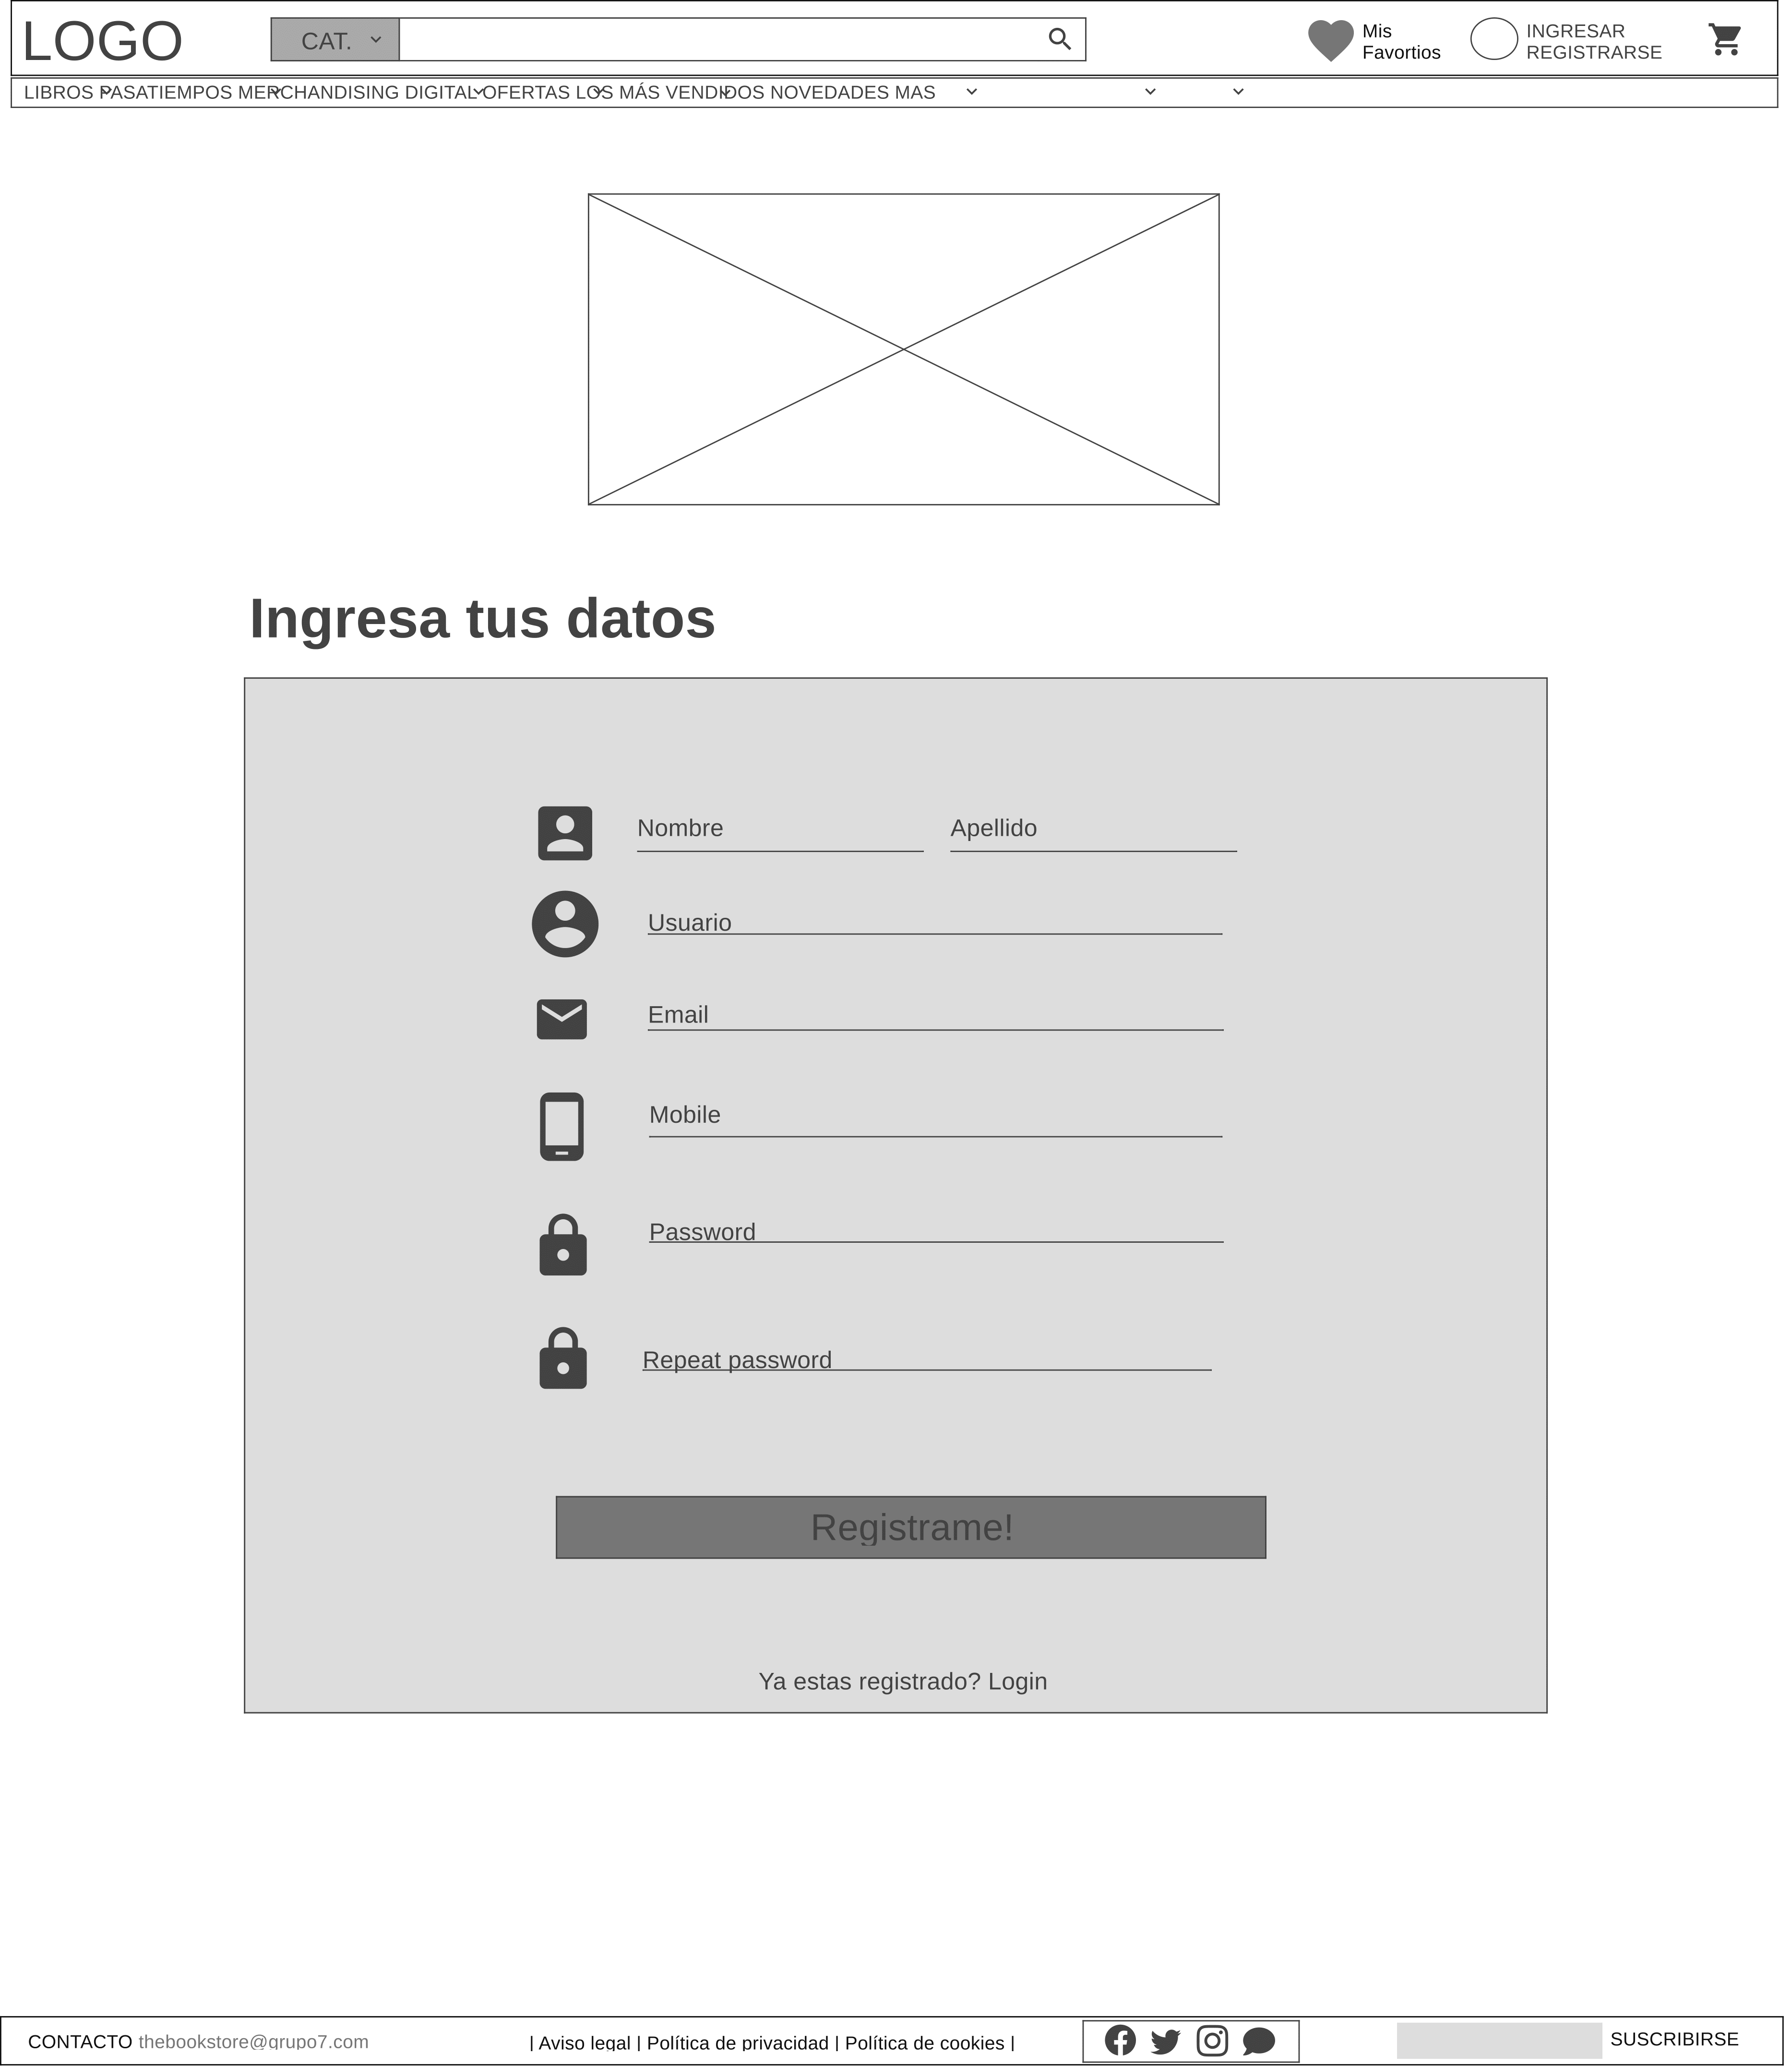 LOGO
CAT.
Mis
Favortios
INGRESAR
REGISTRARSE
LIBROS PASATIEMPOS MERCHANDISING DIGITAL OFERTAS LOS MÁS VENDIDOS NOVEDADES MAS
Ingresa tus datos
Nombre Apellido
Usuario
Email
Mobile
Password
Repeat password
Registrame!
Ya estas registrado? Login
CONTACTO thebookstore@grupo7.com
| Aviso legal | Política de privacidad | Política de cookies |
SUSCRIBIRSE